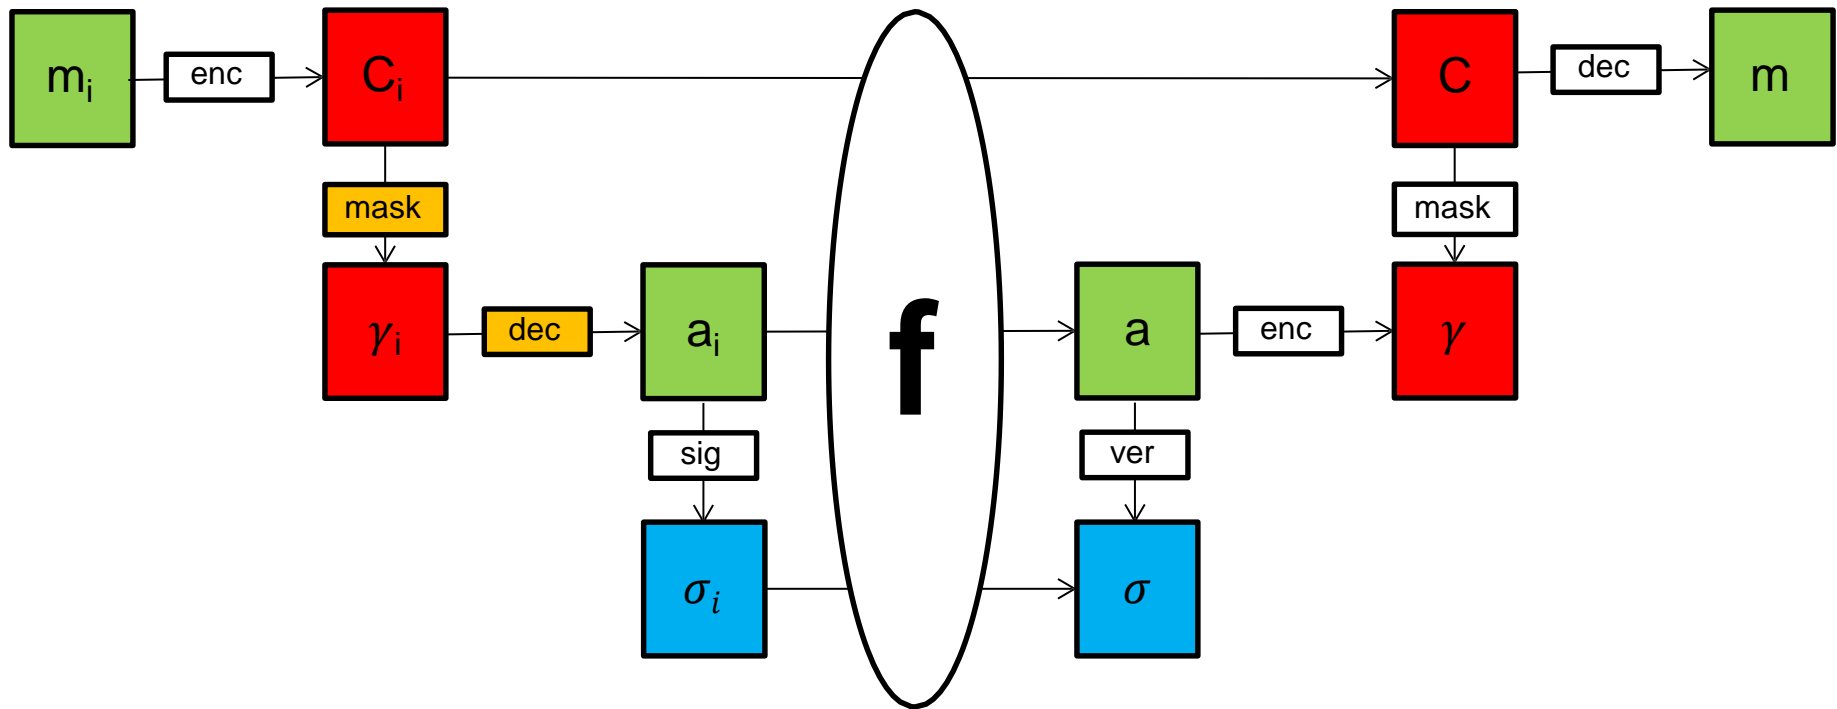 mᵢ
enc
Cᵢ
C
dec
m
mask
mask
γᵢ
dec
aᵢ
f
a
enc
γ
sig
ver
σᵢ
σ